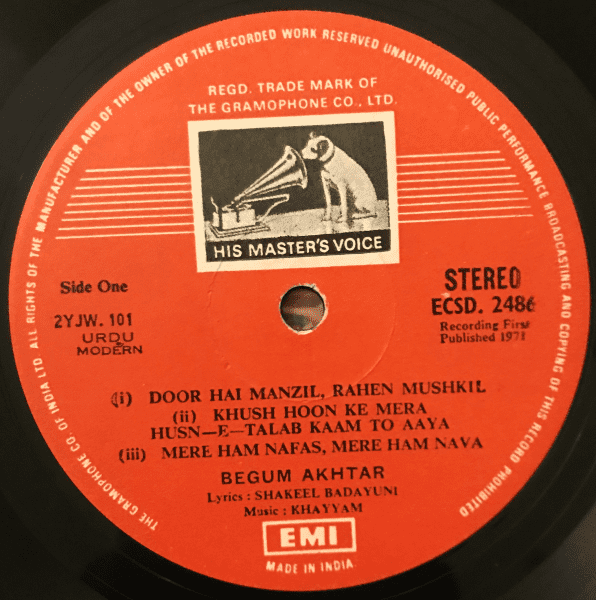 THE GRAMOPHONE CO. OF INDIA LTD. ALL RIGHTS OF THE MANUFACTURER AND OF THE OWNER OF THE RECORDED WORK RESERVED UNAUTHORISED PUBLIC PERFORMANCE BROADCASTING AND COPYING OF THIS RECORD PROHIBITED
REGD. TRADE MARK OF
THE GRAMOPHONE CO., LTD.
HIS MASTER'S VOICE
Side One
2YJW. 101
URDU
MODERN
STEREO
ECSD. 2486
Recording First
Published 1971
(i) DOOR HAI MANZIL, RAHEN MUSHKIL
(ii) KHUSH HOON KE MERA
HUSN—E—TALAB KAAM TO AAYA
(iii) MERE HAM NAFAS, MERE HAM NAVA
BEGUM AKHTAR
Lyrics : SHAKEEL BADAYUNI
Music : KHAYYAM
EMI
MADE IN INDIA.